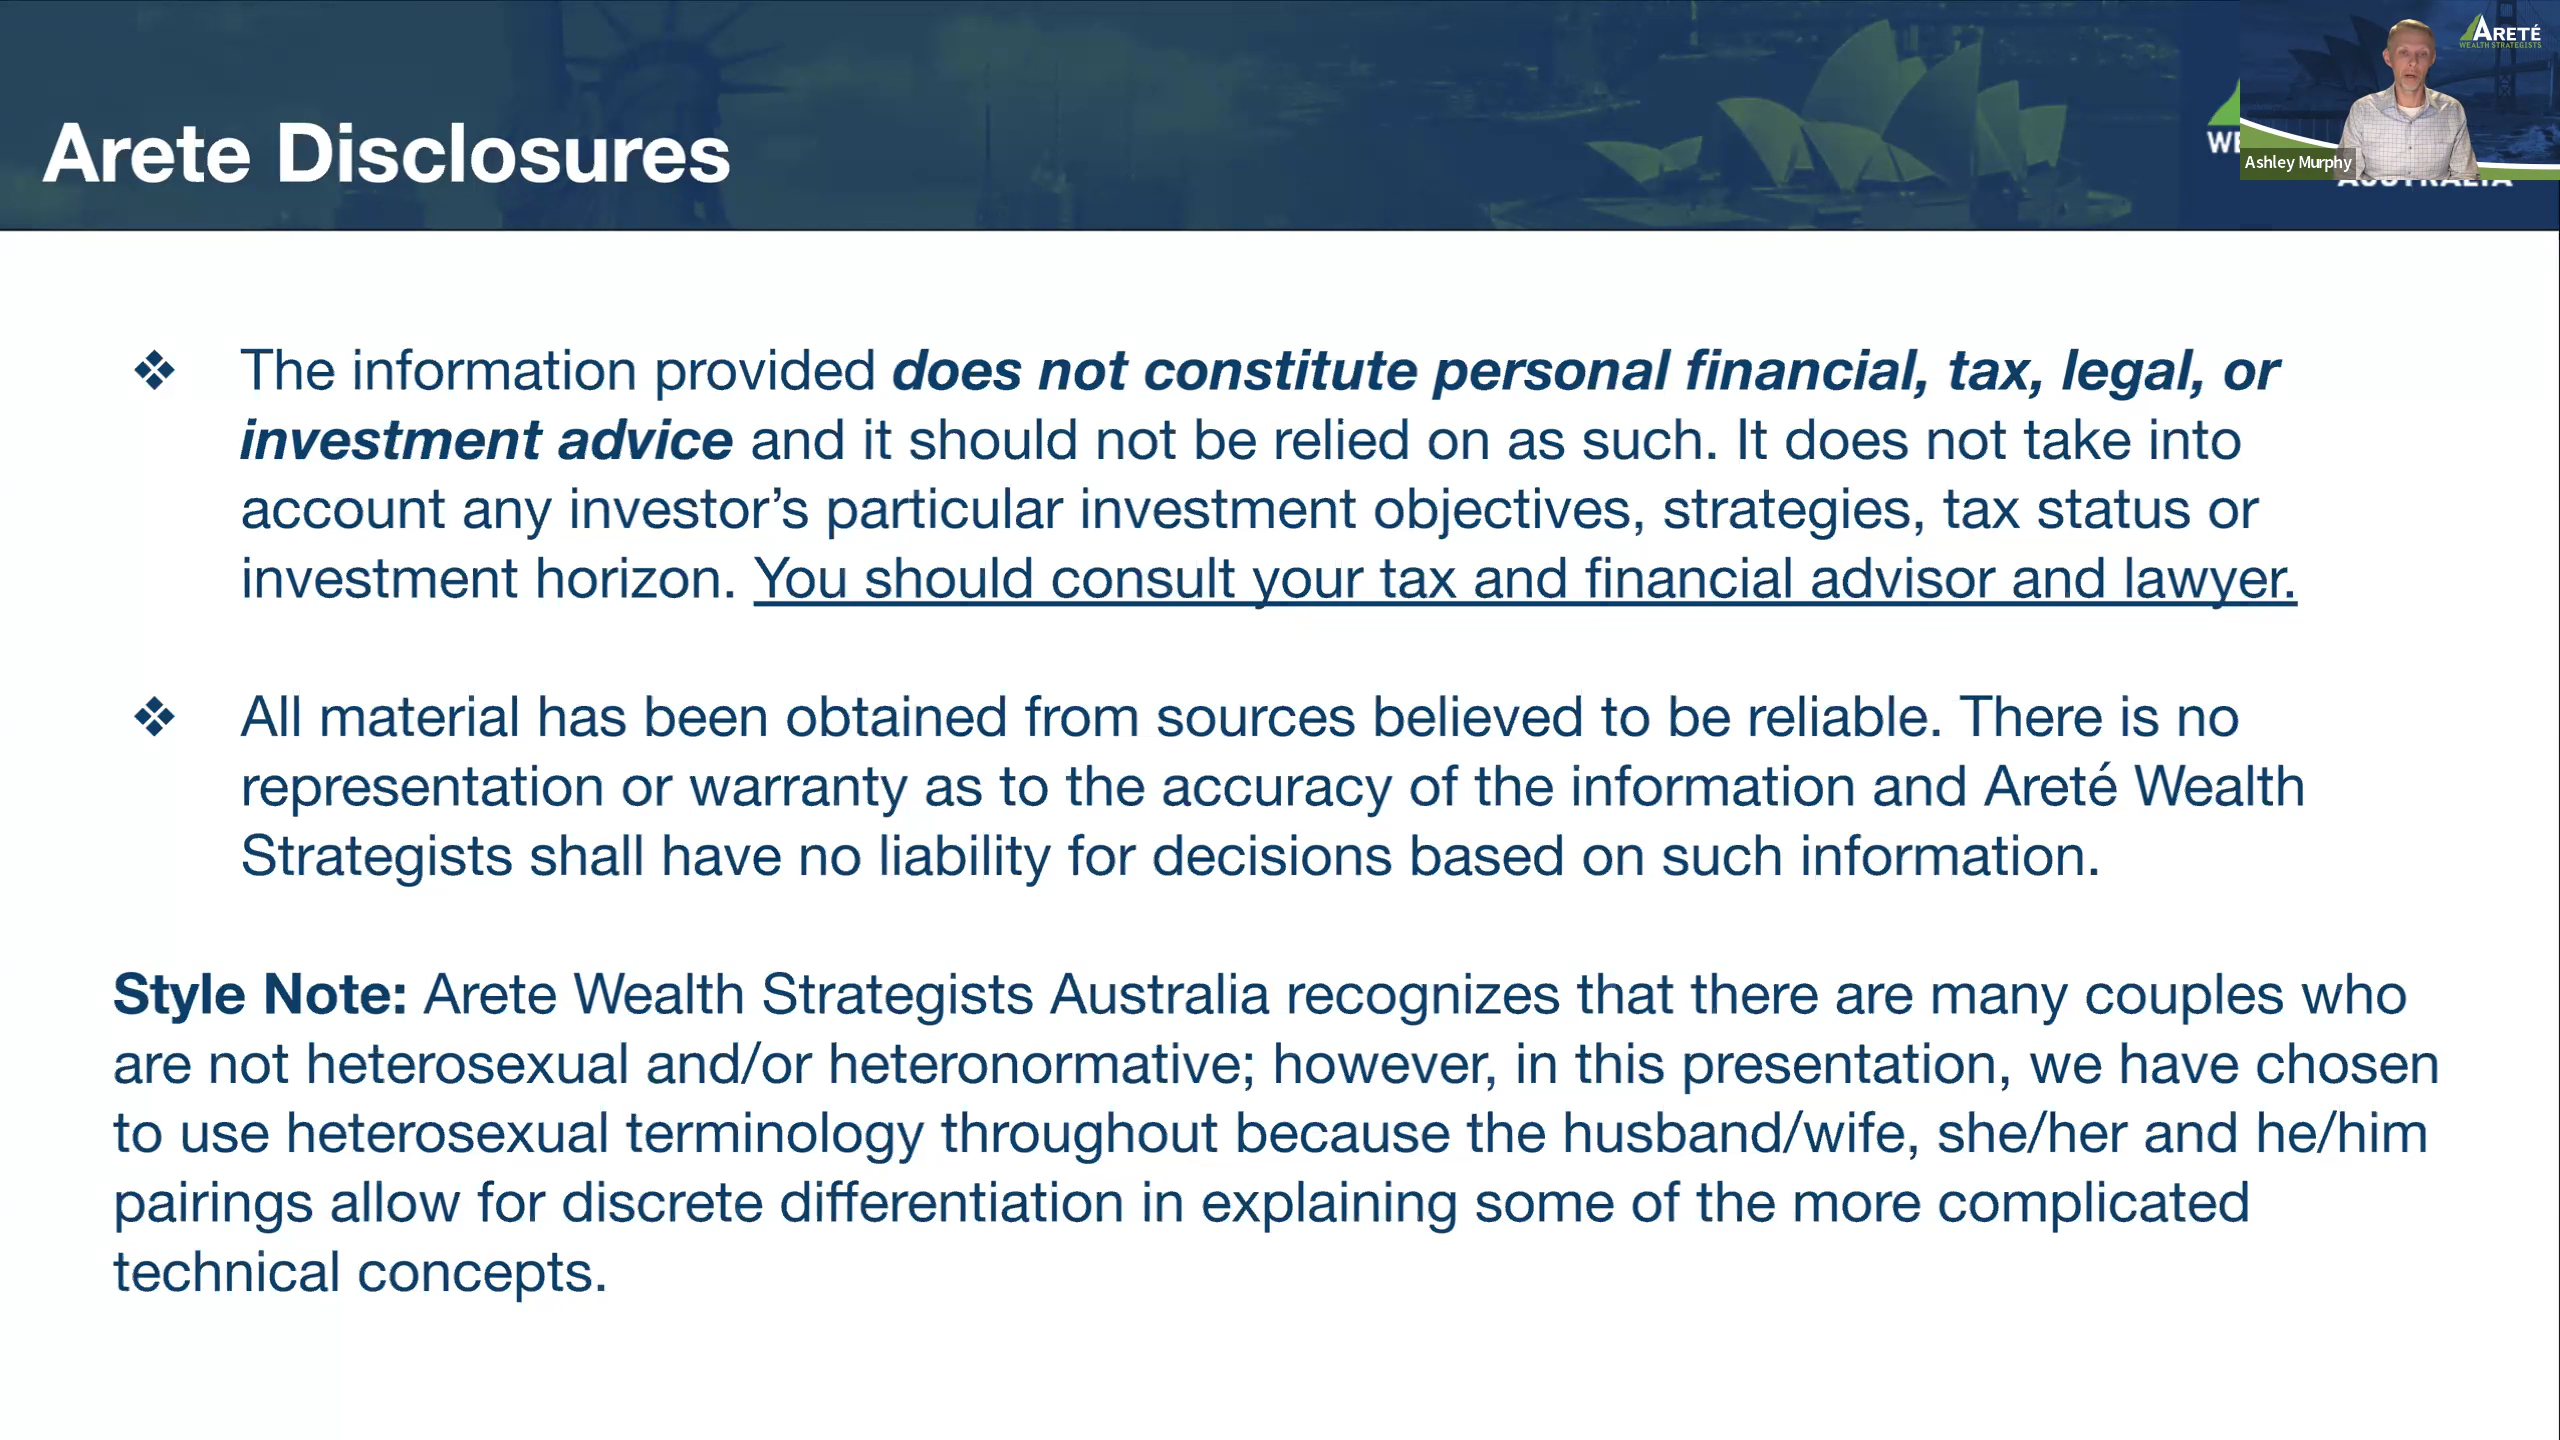 Arete Disclosures
ARETÉ
WEALTH STRATEGISTS
Ashley Murphy
❖ The information provided does not constitute personal financial, tax, legal, or
investment advice and it should not be relied on as such. It does not take into
account any investor’s particular investment objectives, strategies, tax status or
investment horizon. You should consult your tax and financial advisor and lawyer.
❖ All material has been obtained from sources believed to be reliable. There is no
representation or warranty as to the accuracy of the information and Areté Wealth
Strategists shall have no liability for decisions based on such information.
Style Note: Arete Wealth Strategists Australia recognizes that there are many couples who
are not heterosexual and/or heteronormative; however, in this presentation, we have chosen
to use heterosexual terminology throughout because the husband/wife, she/her and he/him
pairings allow for discrete differentiation in explaining some of the more complicated
technical concepts.